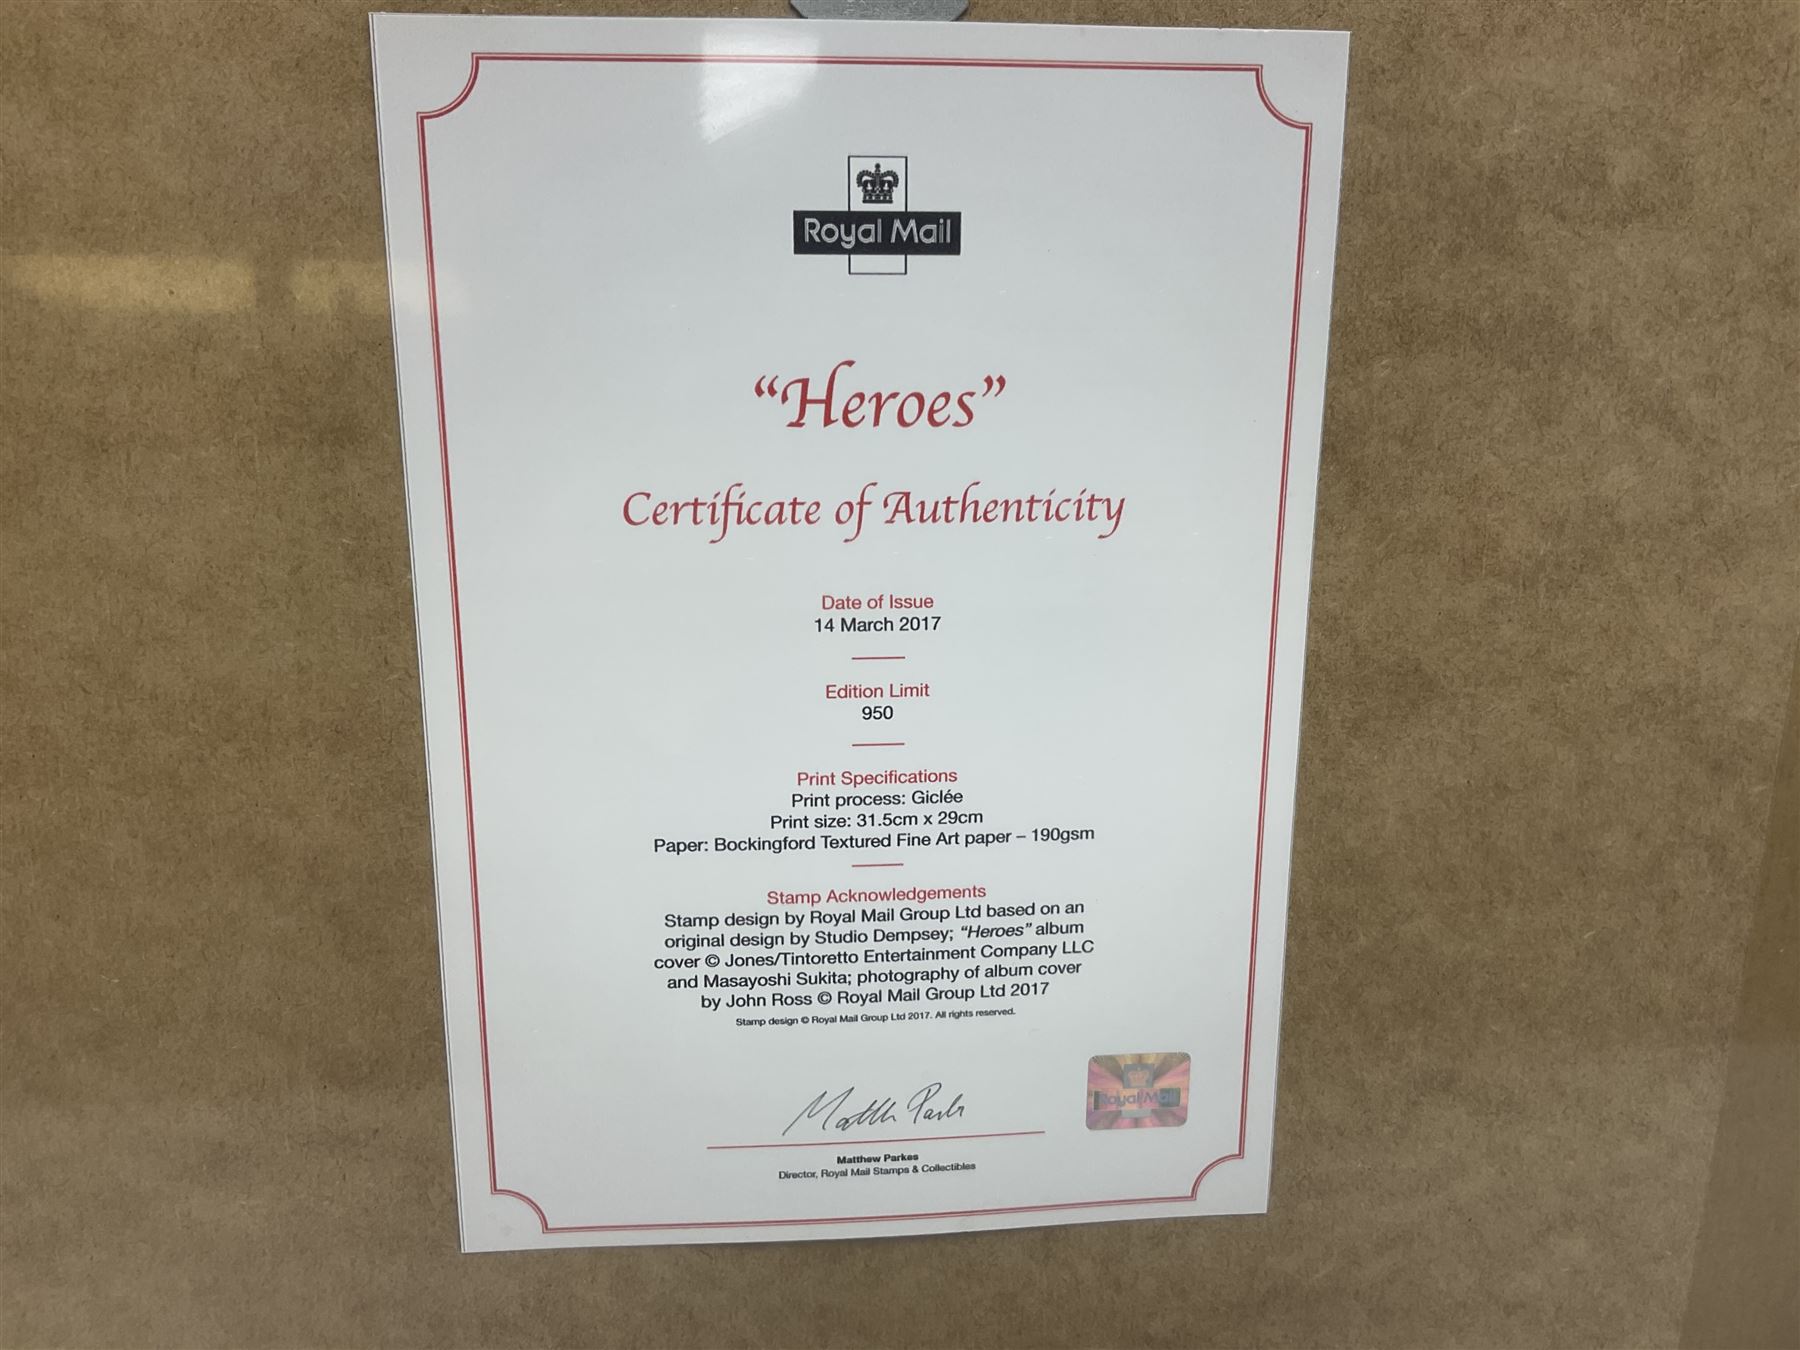 Royal Mail
“Heroes”
Certificate of Authenticity
Date of Issue
14 March 2017
Edition Limit
950
Print Specifications
Print process: Giclée
Print size: 31.5cm x 29cm
Paper: Bockingford Textured Fine Art paper – 190gsm
Stamp Acknowledgements
Stamp design by Royal Mail Group Ltd based on an
original design by Studio Dempsey; “Heroes” album
cover © Jones/Tintoretto Entertainment Company LLC
and Masayoshi Sukita; photography of album cover
by John Ross © Royal Mail Group Ltd 2017
Stamp design © Royal Mail Group Ltd 2017. All rights reserved.
Royal Mail
Matthew Parkes
Matthew Parkes
Director, Royal Mail Stamps & Collectibles